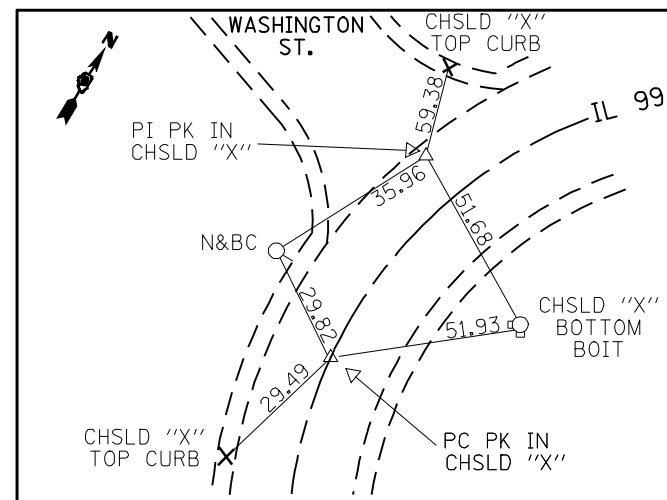 WASHINGTON
ST.
CHSLD "X"
TOP CURB
N
59.38
IL 99
PI PK IN
CHSLD "X"
35.96
51.68
N&BC
29.82
51.93
CHSLD "X"
BOTTOM
BOIT
29.49
CHSLD "X"
TOP CURB
PC PK IN
CHSLD "X"